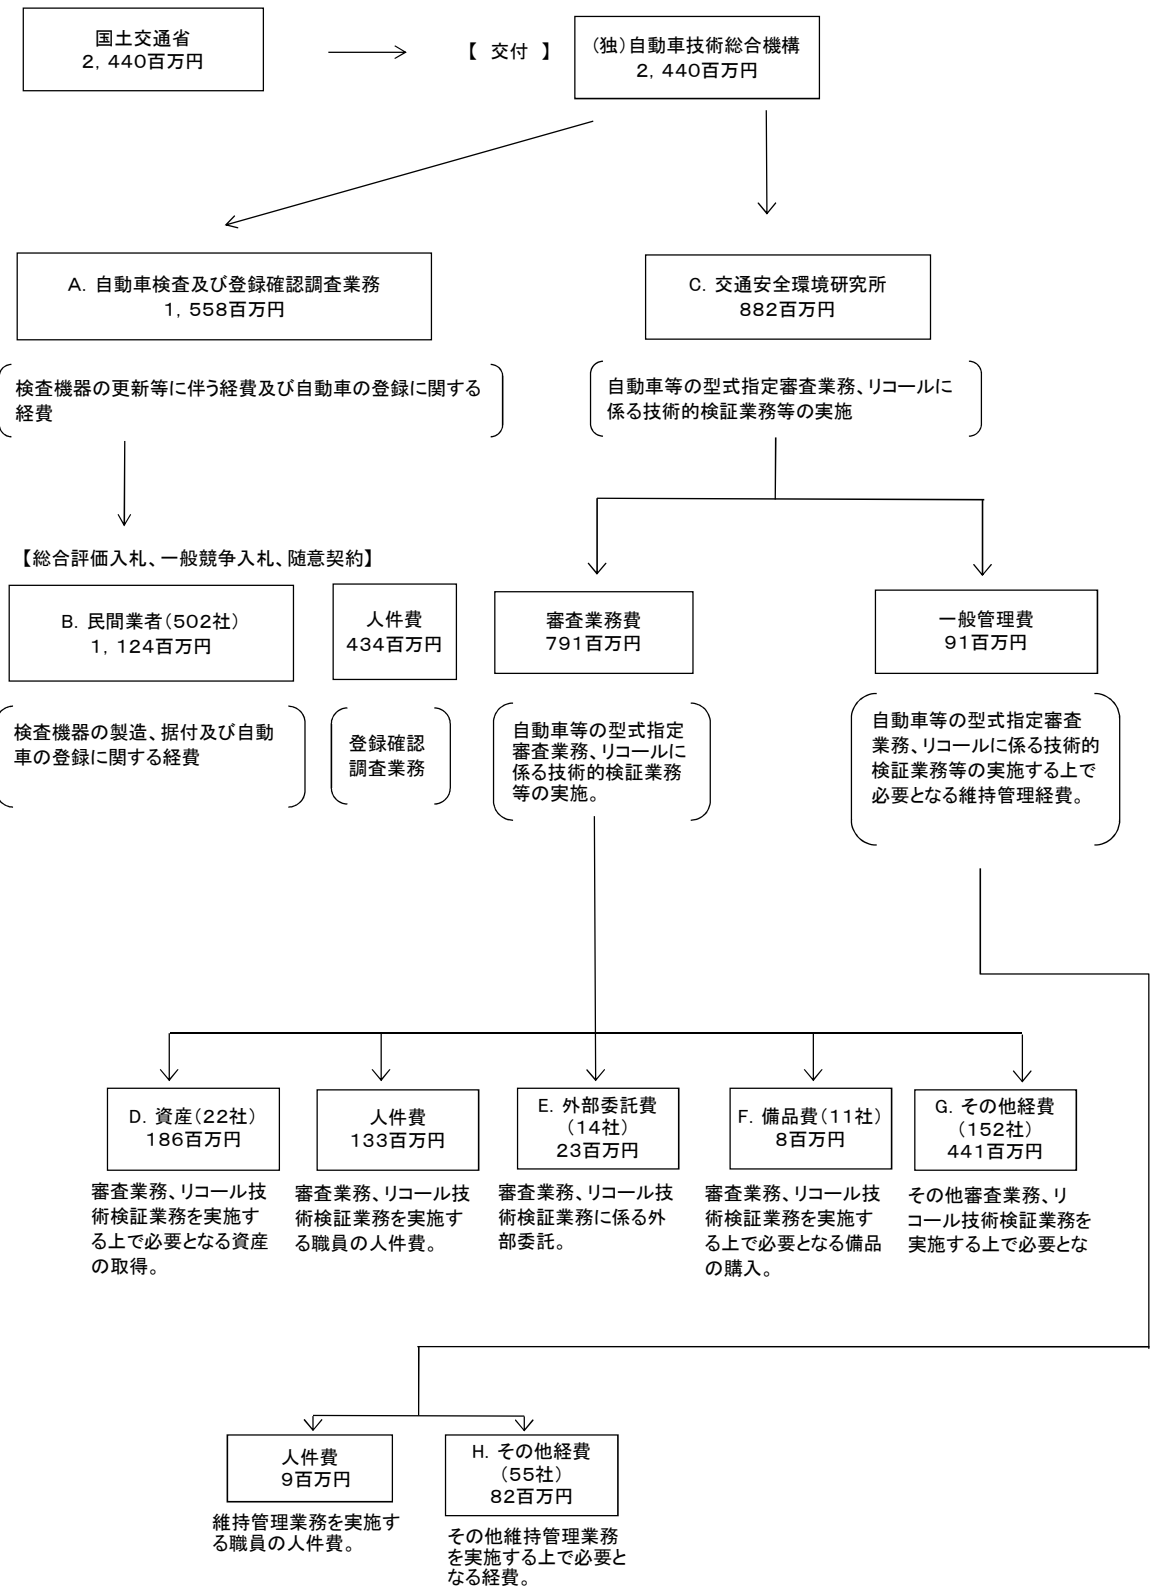 国土交通省
2,440百万円
【 交付 】
(独)自動車技術総合機構
2,440百万円
A.自動車検査及び登録確認調査業務
1,558百万円
C.交通安全環境研究所
882百万円
検査機器の更新等に伴う経費及び自動車の登録に関する
経費
自動車等の型式指定審査業務、リコールに
係る技術的検証業務等の実施
【総合評価入札、一般競争入札、随意契約】
B.民間業者(502社)
1,124百万円
人件費
434百万円
審査業務費
791百万円
一般管理費
91百万円
検査機器の製造、据付及び自動
車の登録に関する経費
登録確認
調査業務
自動車等の型式指定
審査業務、リコールに
係る技術的検証業務
等の実施。
自動車等の型式指定審査
業務、リコールに係る技術的
検証業務等の実施する上で
必要となる維持管理経費。
D.資産(22社)
186百万円
人件費
133百万円
E.外部委託費
(14社)
23百万円
F.備品費(11社)
8百万円
G.その他経費
(152社)
441百万円
審査業務、リコール技
術検証業務を実施す
る上で必要となる資産
の取得。
審査業務、リコール技
術検証業務を実施す
る職員の人件費。
審査業務、リコール技
術検証業務に係る外
部委託。
審査業務、リコール技
術検証業務を実施す
る上で必要となる備品
の購入。
その他審査業務、リ
コール技術検証業務を
実施する上で必要とな
人件費
9百万円
H.その他経費
(55社)
82百万円
維持管理業務を実施す
る職員の人件費。
その他維持管理業務
を実施する上で必要と
なる経費。